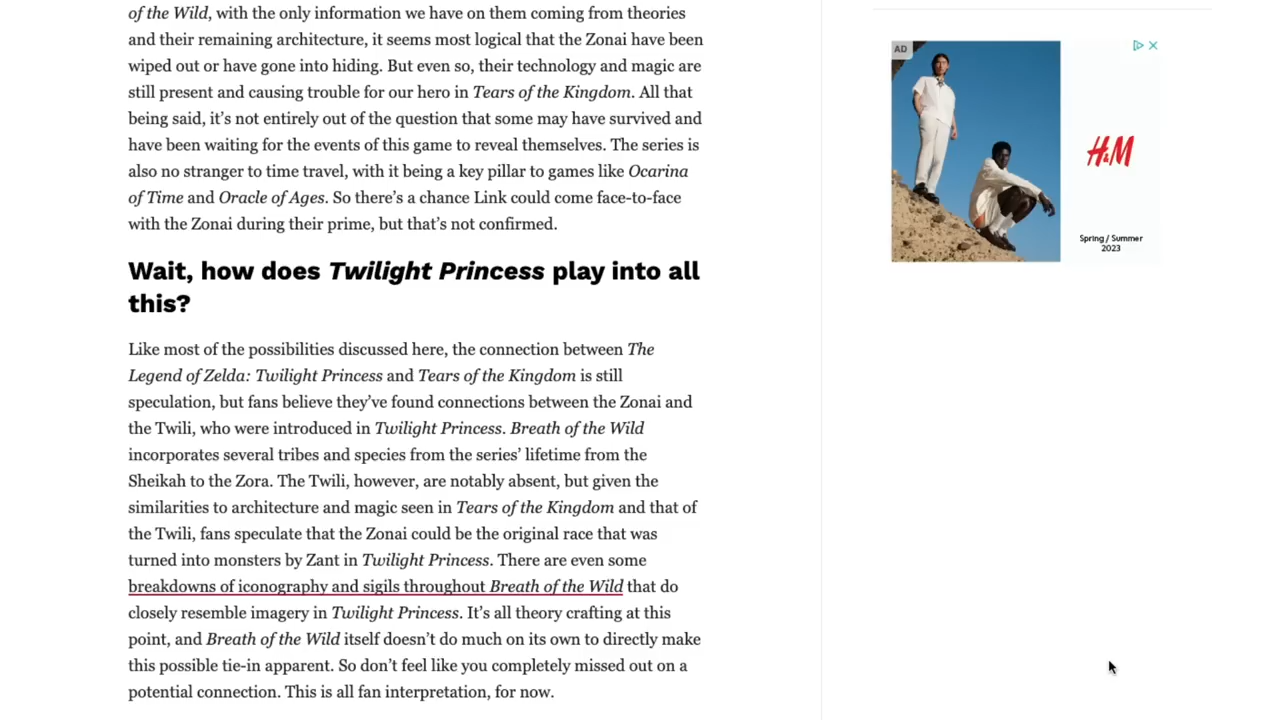 of the Wild, with the only information we have on them coming from theories
and their remaining architecture, it seems most logical that the Zonai have been
wiped out or have gone into hiding. But even so, their technology and magic are
still present and causing trouble for our hero in Tears of the Kingdom. All that
being said, it’s not entirely out of the question that some may have survived and
have been waiting for the events of this game to reveal themselves. The series is
also no stranger to time travel, with it being a key pillar to games like Ocarina
of Time and Oracle of Ages. So there’s a chance Link could come face-to-face
with the Zonai during their prime, but that’s not confirmed.
Wait, how does Twilight Princess play into all
this?
Like most of the possibilities discussed here, the connection between The
Legend of Zelda: Twilight Princess and Tears of the Kingdom is still
speculation, but fans believe they’ve found connections between the Zonai and
the Twili, who were introduced in Twilight Princess. Breath of the Wild
incorporates several tribes and species from the series’ lifetime from the
Sheikah to the Zora. The Twili, however, are notably absent, but given the
similarities to architecture and magic seen in Tears of the Kingdom and that of
the Twili, fans speculate that the Zonai could be the original race that was
turned into monsters by Zant in Twilight Princess. There are even some
breakdowns of iconography and sigils throughout Breath of the Wild that do
closely resemble imagery in Twilight Princess. It’s all theory crafting at this
point, and Breath of the Wild itself doesn’t do much on its own to directly make
this possible tie-in apparent. So don’t feel like you completely missed out on a
potential connection. This is all fan interpretation, for now.
AD
H&M
Spring / Summer
2023